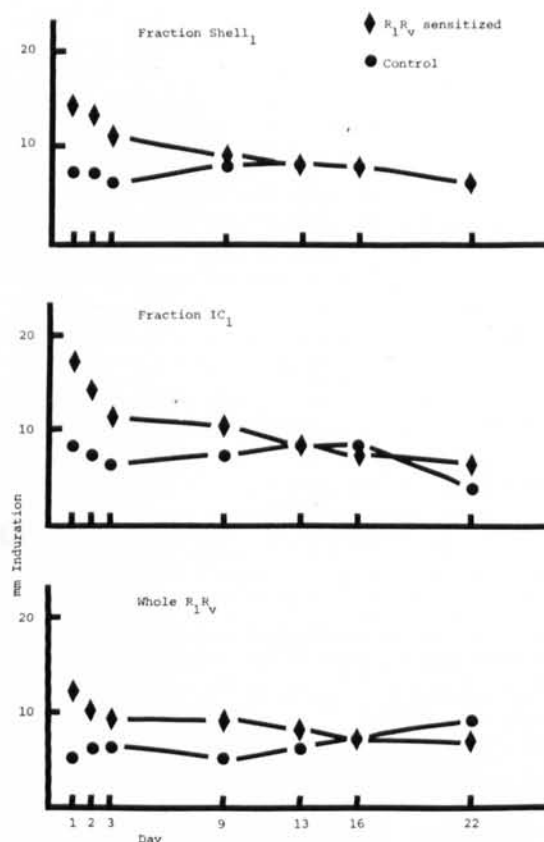 R1Rv sensitized
Control
Fraction Shell1
20
10
Fraction IC1
20
10
mm Induration
Whole R1Rv
20
10
1 2 3 9 13 16 22
Day